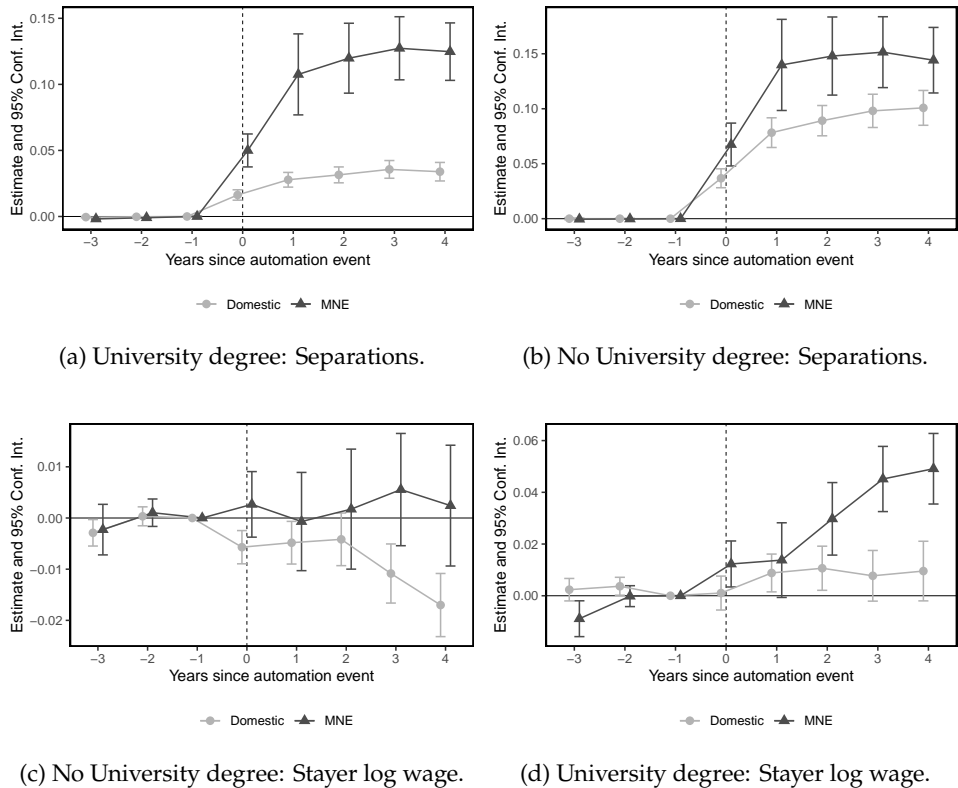 0.15
0.10
0.05
0.00
Estimate and 95% Conf. Int.
−3 −2 −1 0 1 2 3 4
Years since automation event
Domestic MNE
(a) University degree: Separations.
0.15
0.10
0.05
0.00
Estimate and 95% Conf. Int.
−3 −2 −1 0 1 2 3 4
Years since automation event
Domestic MNE
(b) No University degree: Separations.
0.01
0.00
−0.01
−0.02
Estimate and 95% Conf. Int.
−3 −2 −1 0 1 2 3 4
Years since automation event
Domestic MNE
(c) No University degree: Stayer log wage.
0.06
0.04
0.02
0.00
Estimate and 95% Conf. Int.
−3 −2 −1 0 1 2 3 4
Years since automation event
Domestic MNE
(d) University degree: Stayer log wage.